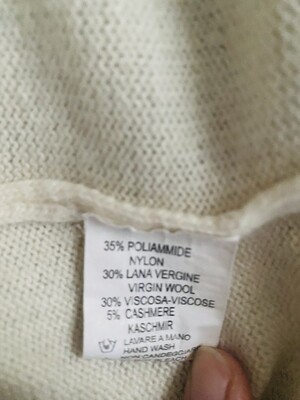 35% POLIAMMIDE
NYLON
30% LANA VERGINE
VIRGIN WOOL
30% VISCOSA-VISCOSE
5% CASHMERE
KASCHMIR
LAVARE A MANO
HAND WASH